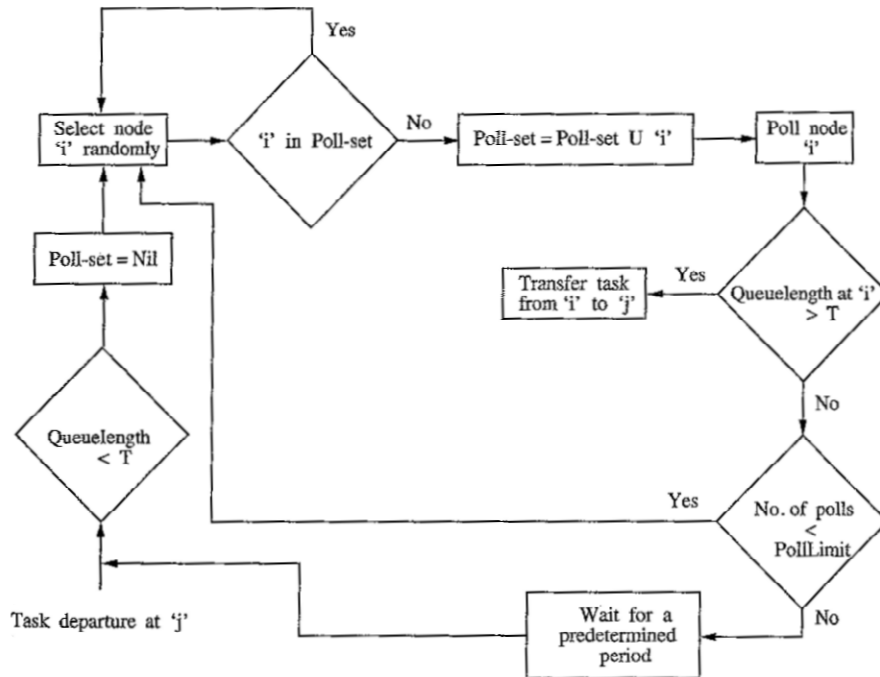 Yes
Select node
‘i’ randomly
‘i’ in Poll-set
No
Poll-set = Poll-set U ‘i’
Poll node
‘i’
Poll-set = Nil
Transfer task
from ‘i’ to ‘j’
Yes
Queuelength at ‘i’
> T
No
Queuelength
< T
Yes
No. of polls
<
PollLimit
No
Task departure at ‘j’
Wait for a
predetermined
period